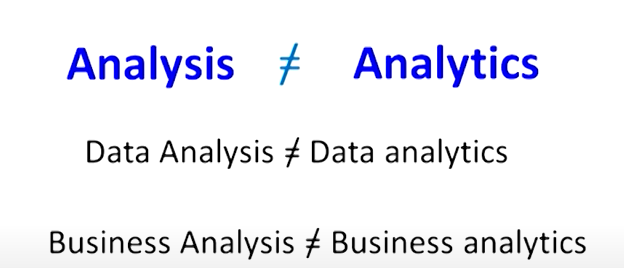 Analysis ≠ Analytics
Data Analysis ≠ Data analytics
Business Analysis ≠ Business analytics